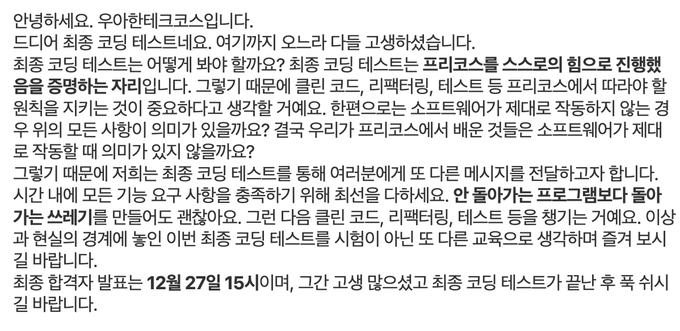 안녕하세요. 우아한테크코스입니다.
드디어 최종 코딩 테스트네요. 여기까지 오느라 다들 고생하셨습니다.
최종 코딩 테스트는 어떻게 봐야 할까요? 최종 코딩 테스트는 프리코스를 스스로의 힘으로 진행했
음을 증명하는 자리입니다. 그렇기 때문에 클린 코드, 리팩터링, 테스트 등 프리코스에서 따라야 할
원칙을 지키는 것이 중요하다고 생각할 거예요. 한편으로는 소프트웨어가 제대로 작동하지 않는 경
우 위의 모든 사항이 의미가 있을까요? 결국 우리가 프리코스에서 배운 것들은 소프트웨어가 제대
로 작동할 때 의미가 있지 않을까요?
그렇기 때문에 저희는 최종 코딩 테스트를 통해 여러분에게 또 다른 메시지를 전달하고자 합니다.
시간 내에 모든 기능 요구 사항을 충족하기 위해 최선을 다하세요. 안 돌아가는 프로그램보다 돌아
가는 쓰레기를 만들어도 괜찮아요. 그런 다음 클린 코드, 리팩터링, 테스트 등을 챙기는 거예요. 이상
과 현실의 경계에 놓인 이번 최종 코딩 테스트를 시험이 아닌 또 다른 교육으로 생각하며 즐겨 보시
길 바랍니다.
최종 합격자 발표는 12월 27일 15시이며, 그간 고생 많으셨고 최종 코딩 테스트가 끝난 후 푹 쉬시
길 바랍니다.